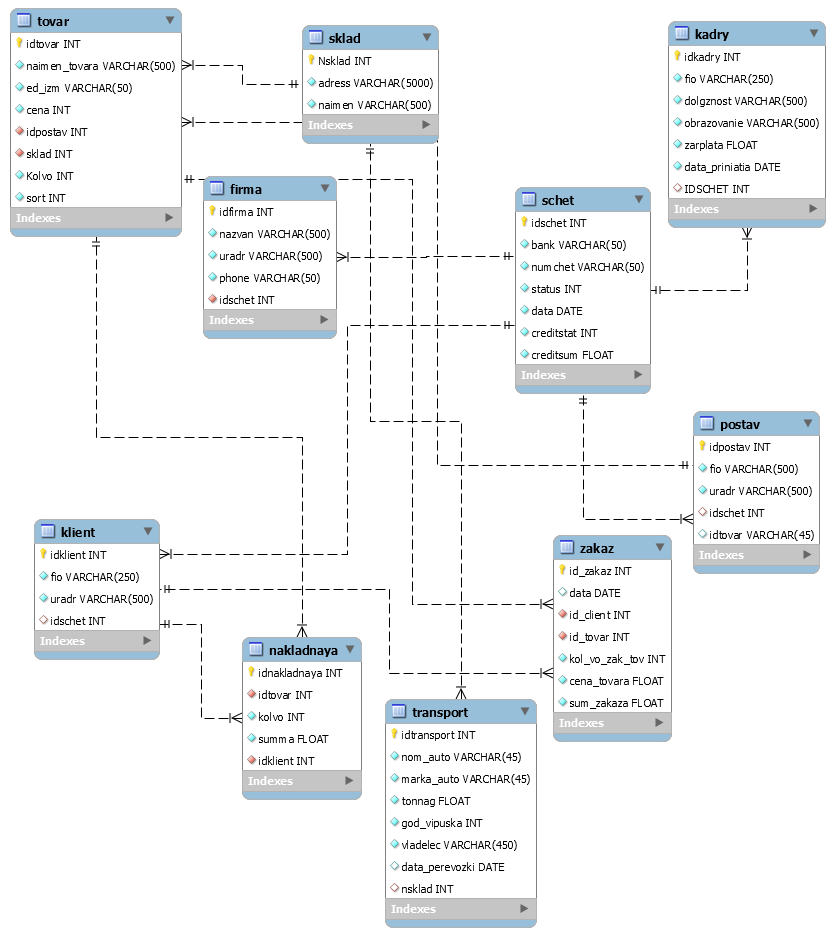 tovar
idtovar INT
naimen_tovara VARCHAR(500)
ed_izm VARCHAR(50)
cena INT
idpostav INT
sklad INT
Kolvo INT
sort INT
Indexes
sklad
Nsklad INT
adress VARCHAR(5000)
naimen VARCHAR(500)
Indexes
kadry
idkadry INT
fio VARCHAR(250)
dolgznost VARCHAR(500)
obrazovanie VARCHAR(500)
zarplata FLOAT
data_priniatia DATE
IDSCHET INT
Indexes
firma
idfirma INT
nazvan VARCHAR(500)
uradr VARCHAR(500)
phone VARCHAR(50)
idschet INT
Indexes
schet
idschet INT
bank VARCHAR(50)
numchet VARCHAR(50)
status INT
data DATE
creditstat INT
creditsum FLOAT
Indexes
postav
idpostav INT
fio VARCHAR(500)
uradr VARCHAR(500)
idschet INT
idtovar VARCHAR(45)
Indexes
klient
idklient INT
fio VARCHAR(250)
uradr VARCHAR(500)
idschet INT
Indexes
zakaz
id_zakaz INT
data DATE
id_client INT
id_tovar INT
kol_vo_zak_tov INT
cena_tovara FLOAT
sum_zakaza FLOAT
Indexes
nakladnaya
idnakladnaya INT
idtovar INT
kolvo INT
summa FLOAT
idklient INT
Indexes
transport
idtransport INT
nom_auto VARCHAR(45)
marka_auto VARCHAR(45)
tonnag FLOAT
god_vipuska INT
vladelec VARCHAR(450)
data_perevozki DATE
nsklad INT
Indexes